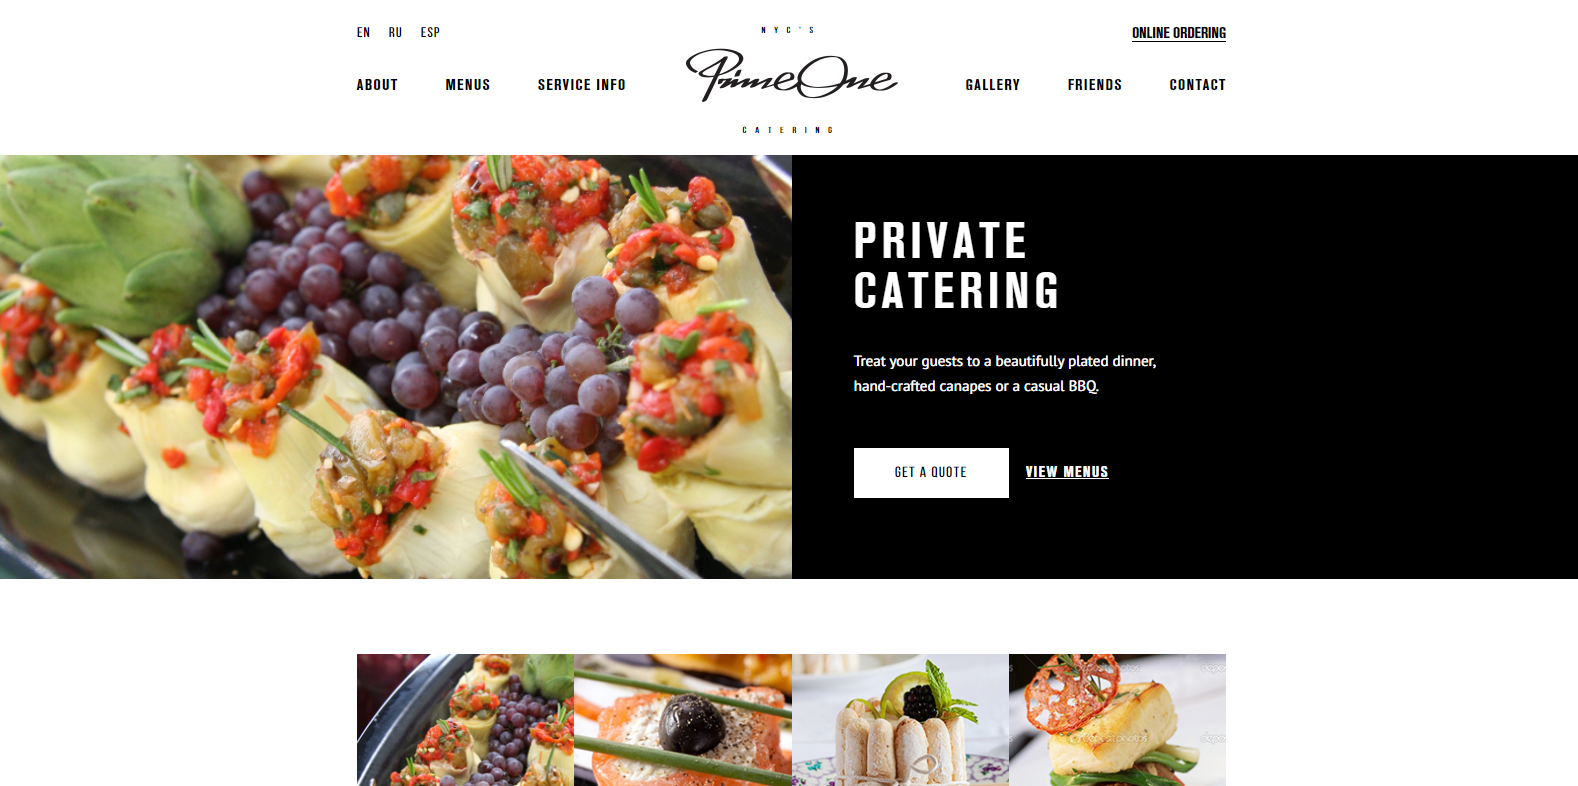 EN RU ESP
NYC'S
ONLINE ORDERING
ABOUT MENUS SERVICE INFO
PrimeOne
GALLERY FRIENDS CONTACT
CATERING
PRIVATE
CATERING
Treat your guests to a beautifully plated dinner,
hand-crafted canapes or a casual BBQ.
GET A QUOTE VIEW MENUS
depositphotos